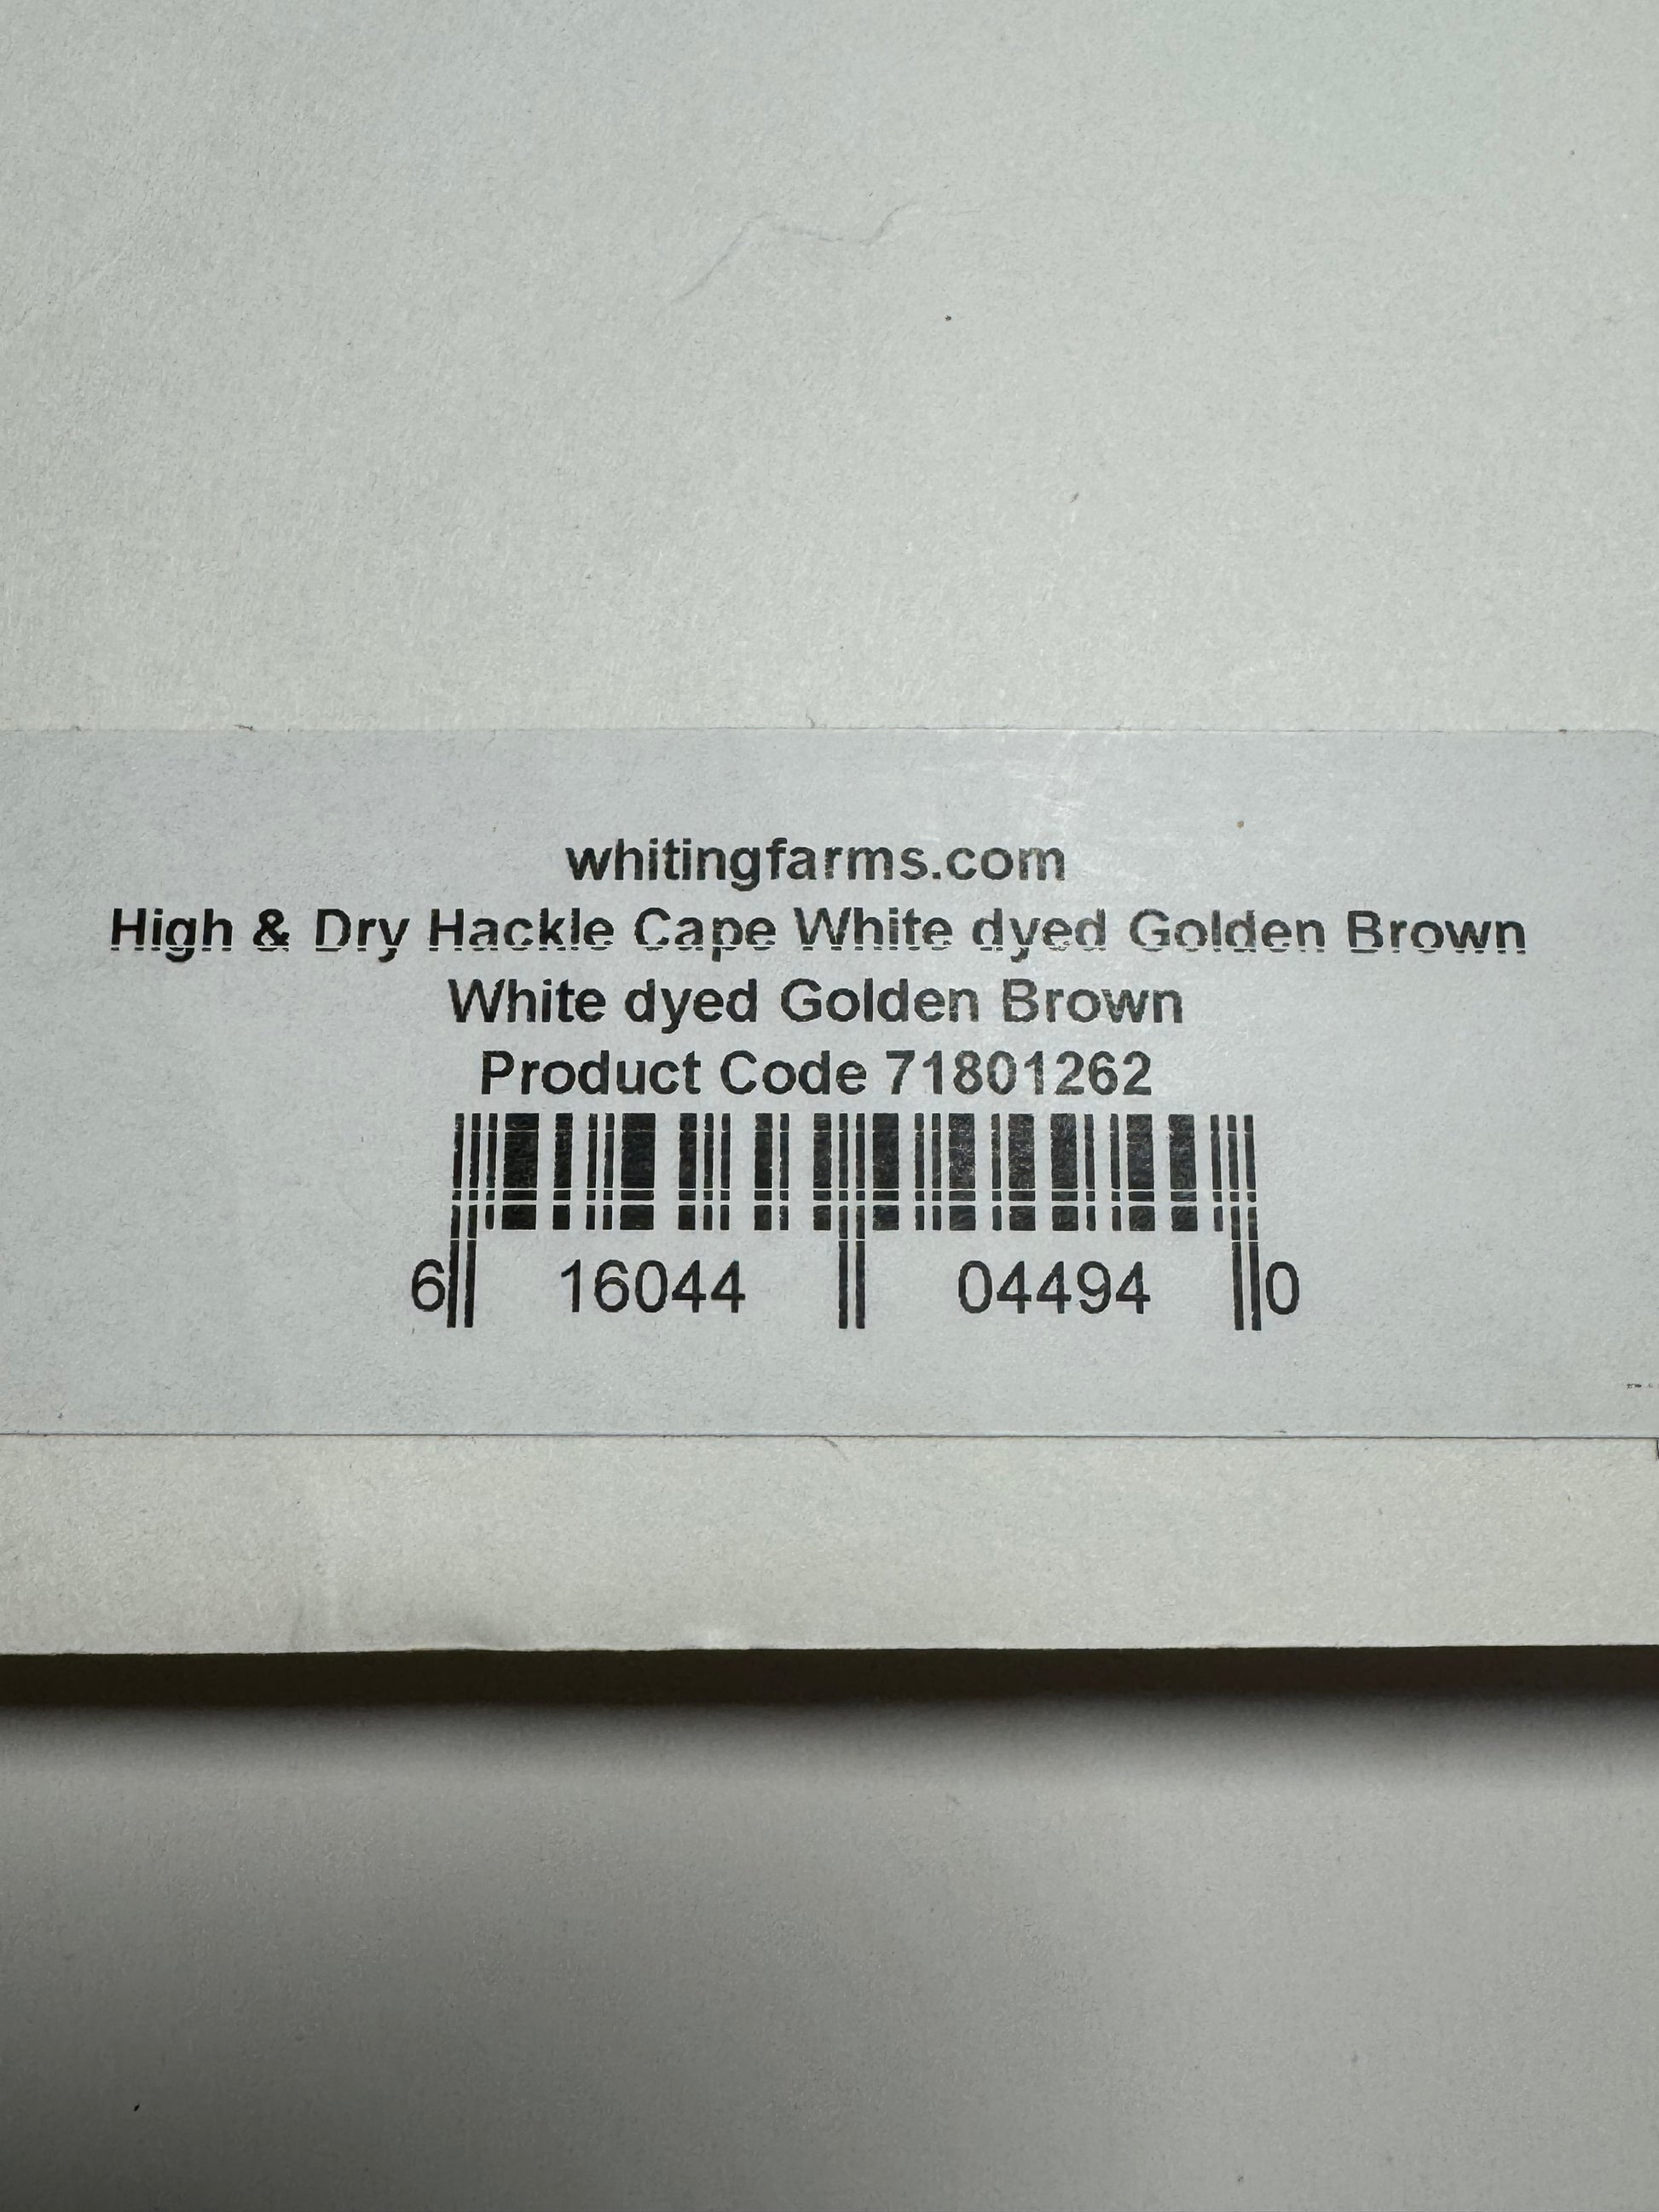 whitingfarms.com
High & Dry Hackle Cape White dyed Golden Brown
White dyed Golden Brown
Product Code 71801262
6 16044 04494 0